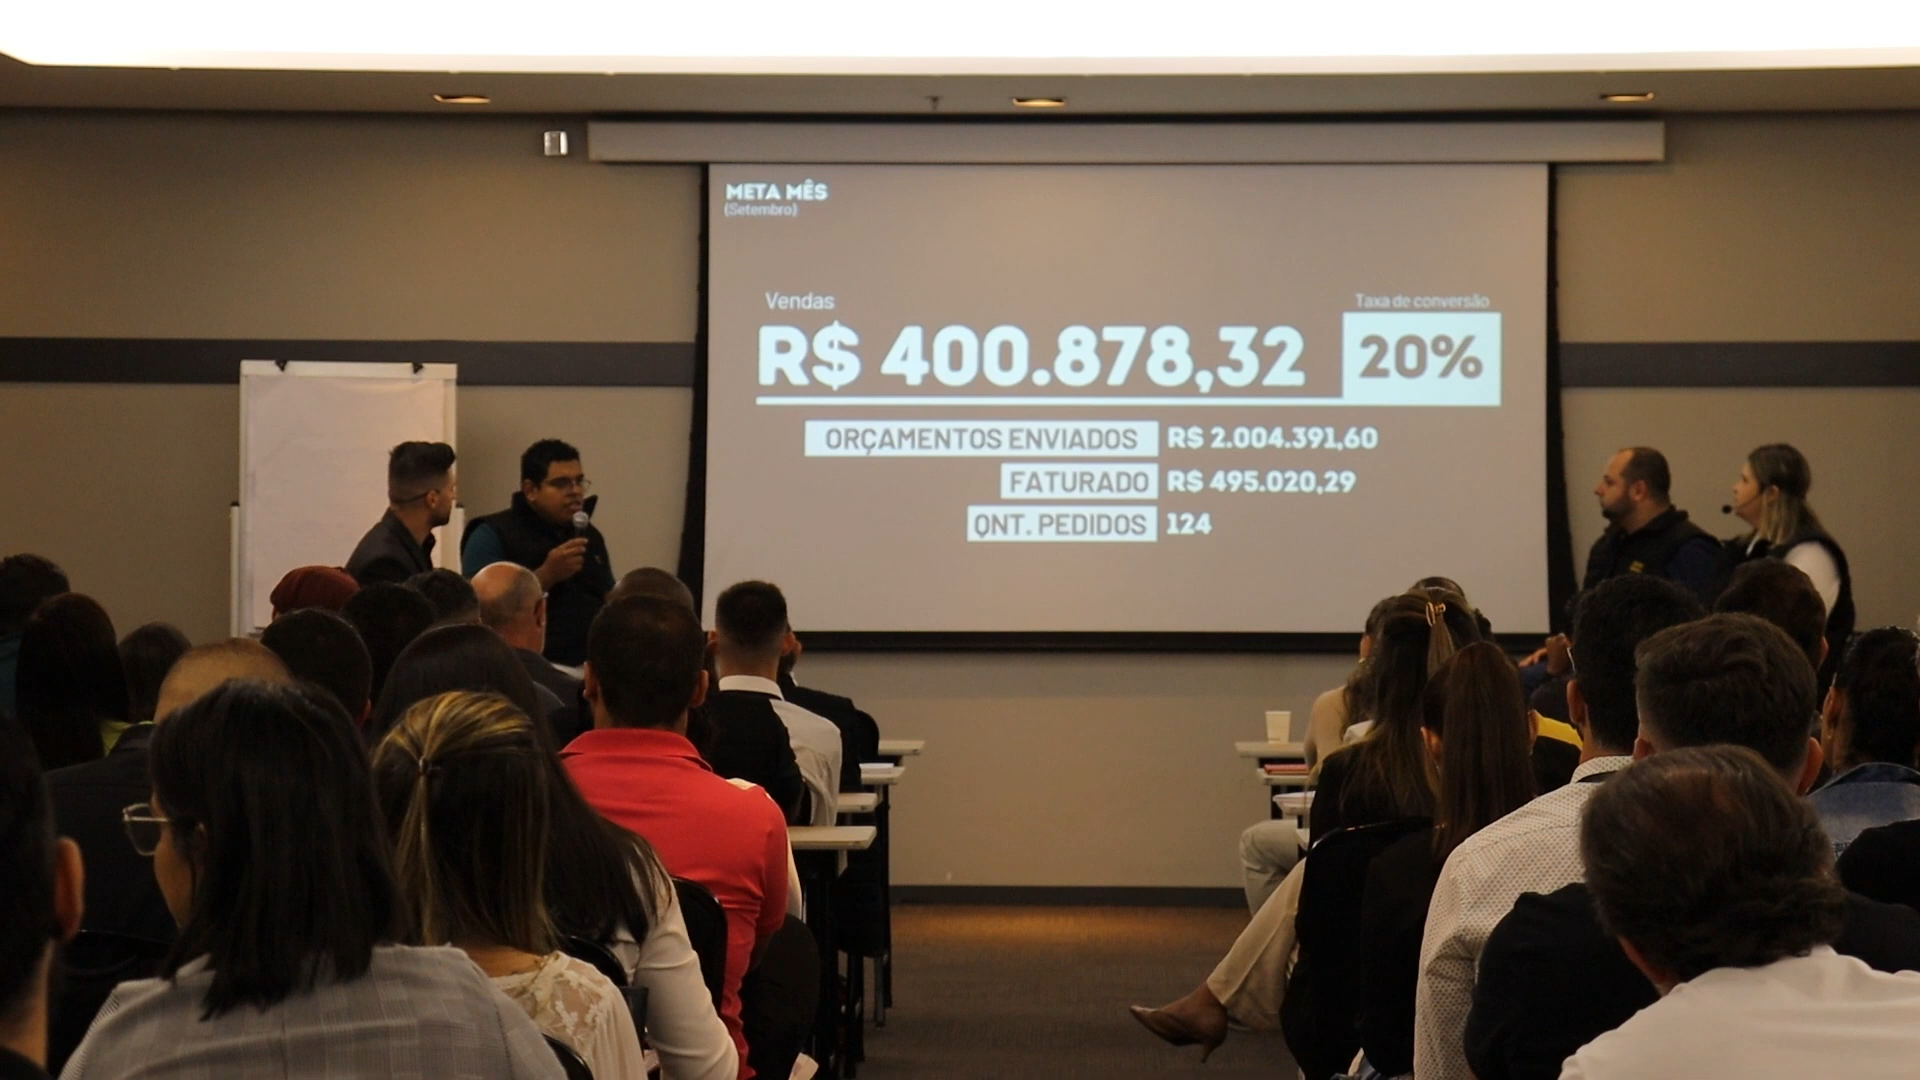 META MÊS
(Setembro)
Vendas
Taxa de conversão
R$ 400.878,32
20%
ORÇAMENTOS ENVIADOS R$ 2.004.391,60
FATURADO R$ 495.020,29
QNT. PEDIDOS 124